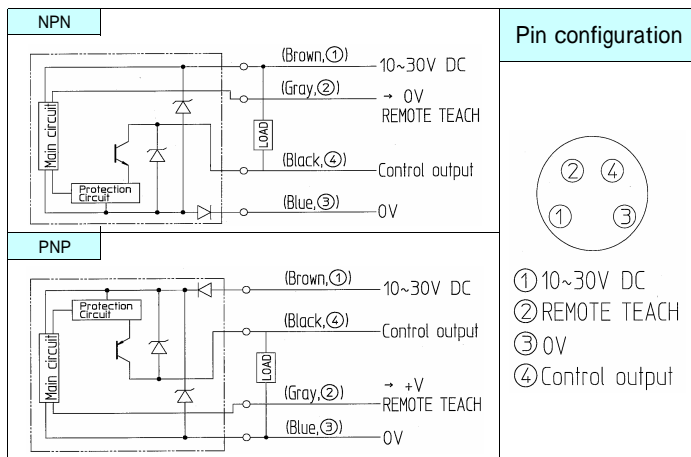 NPN
(Brown,①)
10~30V DC
(Gray,②)
→ 0V
REMOTE TEACH
Main circuit
LOAD
(Black,④)
Control output
Protection
Circuit
(Blue,③)
0V
PNP
(Brown,①)
10~30V DC
Protection
Circuit
(Black,④)
Control output
Main circuit
LOAD
(Gray,②)
→ +V
REMOTE TEACH
(Blue,③)
0V
Pin configuration
② ④
① ③
①10~30V DC
②REMOTE TEACH
③0V
④Control output